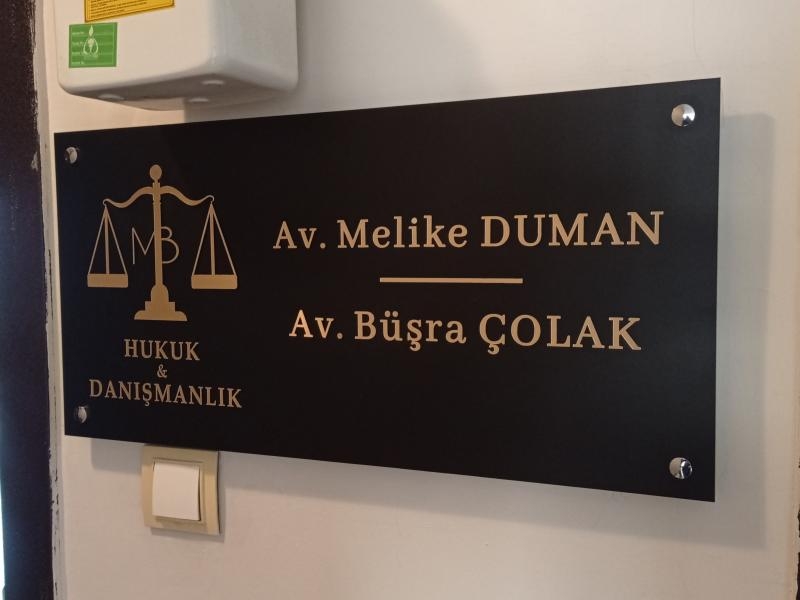 MB
HUKUK
&
DANIŞMANLIK
Av. Melike DUMAN
Av. Büşra ÇOLAK